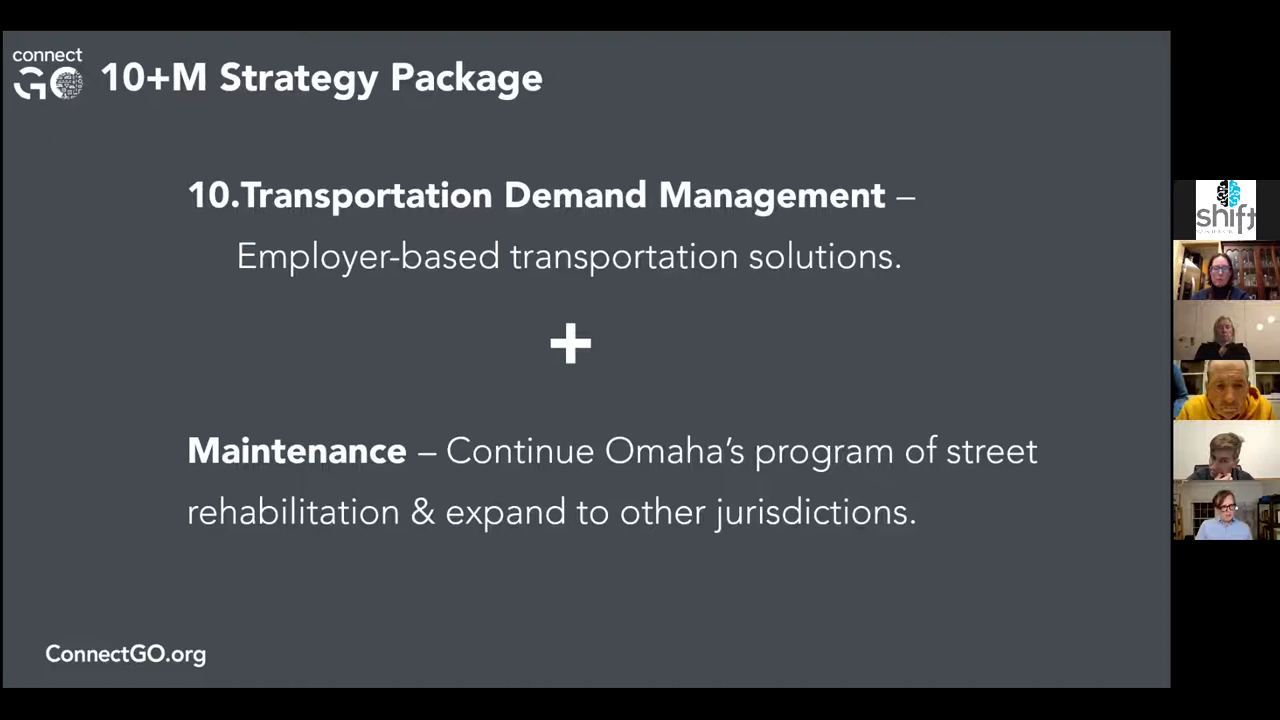 connect
GO
10+M Strategy Package
10.Transportation Demand Management –
Employer-based transportation solutions.
+
Maintenance – Continue Omaha’s program of street
rehabilitation & expand to other jurisdictions.
ConnectGO.org
shift